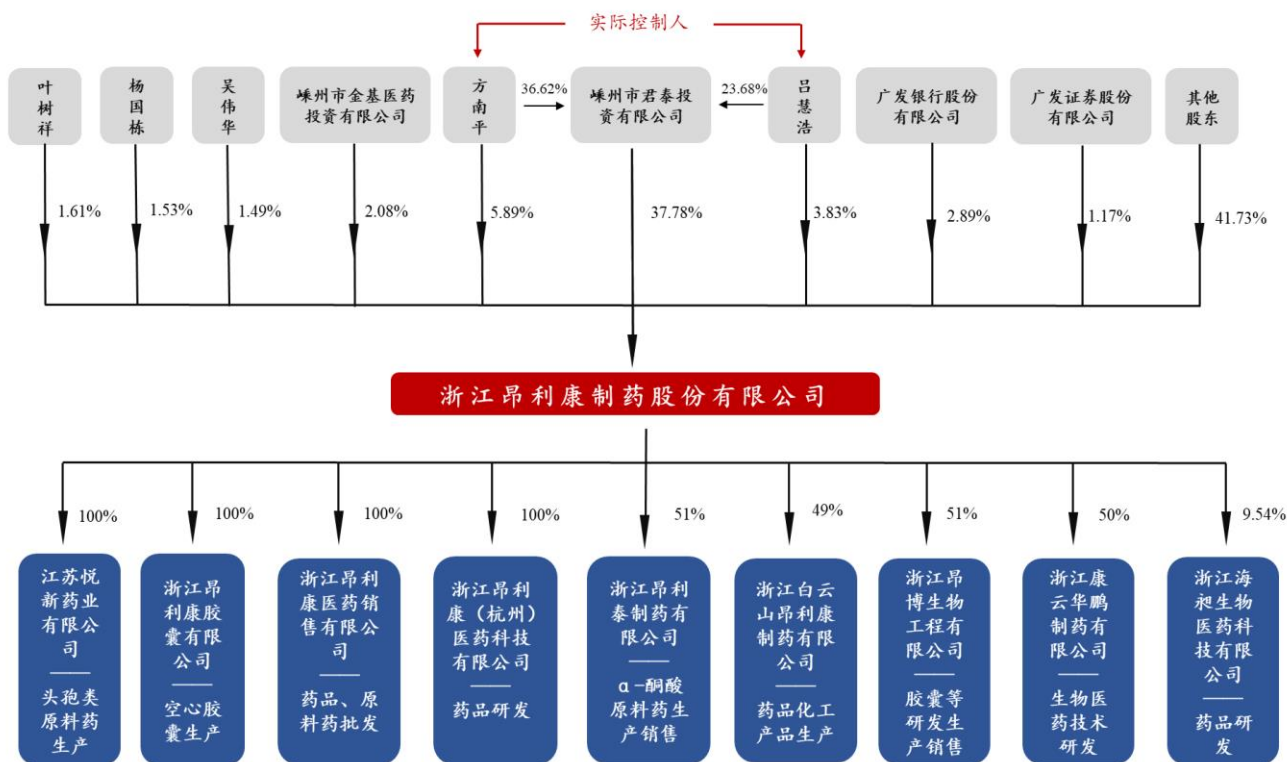 实际控制人
叶
树
祥
杨
国
栋
吴
伟
华
嵊州市金基医药
投资有限公司
方
南
平
36.62%
嵊州市君泰投
资有限公司
23.68%
吕
慧
浩
广发银行股份
有限公司
广发证券股份
有限公司
其他
股东
1.61%
1.53%
1.49%
2.08%
5.89%
37.78%
3.83%
2.89%
1.17%
41.73%
浙江昂利康制药股份有限公司
100%
100%
100%
100%
51%
49%
51%
50%
9.54%
江苏悦
新药业
有限公
司
头孢类
原料药
生产
浙江昂
利康胶
囊有限
公司
空心胶
囊生产
浙江昂利
康医药销
售有限公
司
药品、原
料药批发
浙江昂利
康（杭州）
医药科技
有限公司
药品研发
浙江昂利
泰制药有
限公司
α-酮酸
原料药生
产销售
浙江白云
山昂利康
制药有限
公司
药品化工
产品生产
浙江昂
博生物
工程有
限公司
胶囊等
研发生
产销售
浙江康
云华鹏
制药有
限公司
生物医
药技术
研发
浙江海
昶生物
医药科
技有限
公司
药品研
发